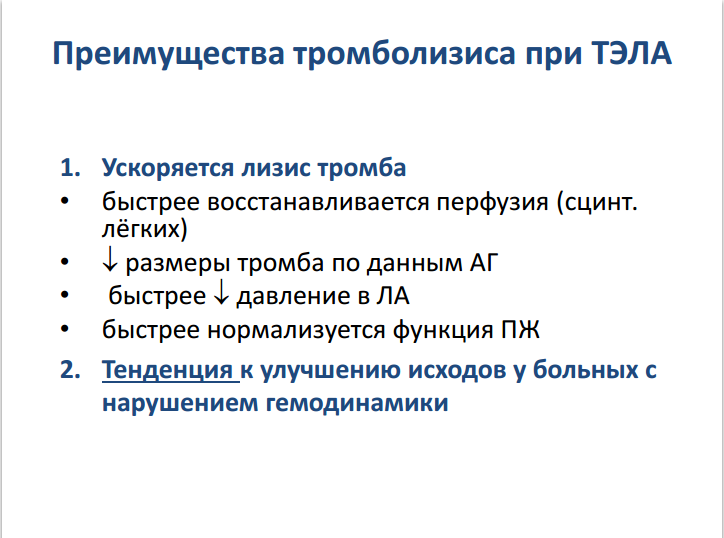 Преимущества тромболизиса при ТЭЛА
1. Ускоряется лизис тромба
• быстрее восстанавливается перфузия (сцинт.
лёгких)
• ↓ размеры тромба по данным АГ
• быстрее ↓ давление в ЛА
• быстрее нормализуется функция ПЖ
2. Тенденция к улучшению исходов у больных с
нарушением гемодинамики